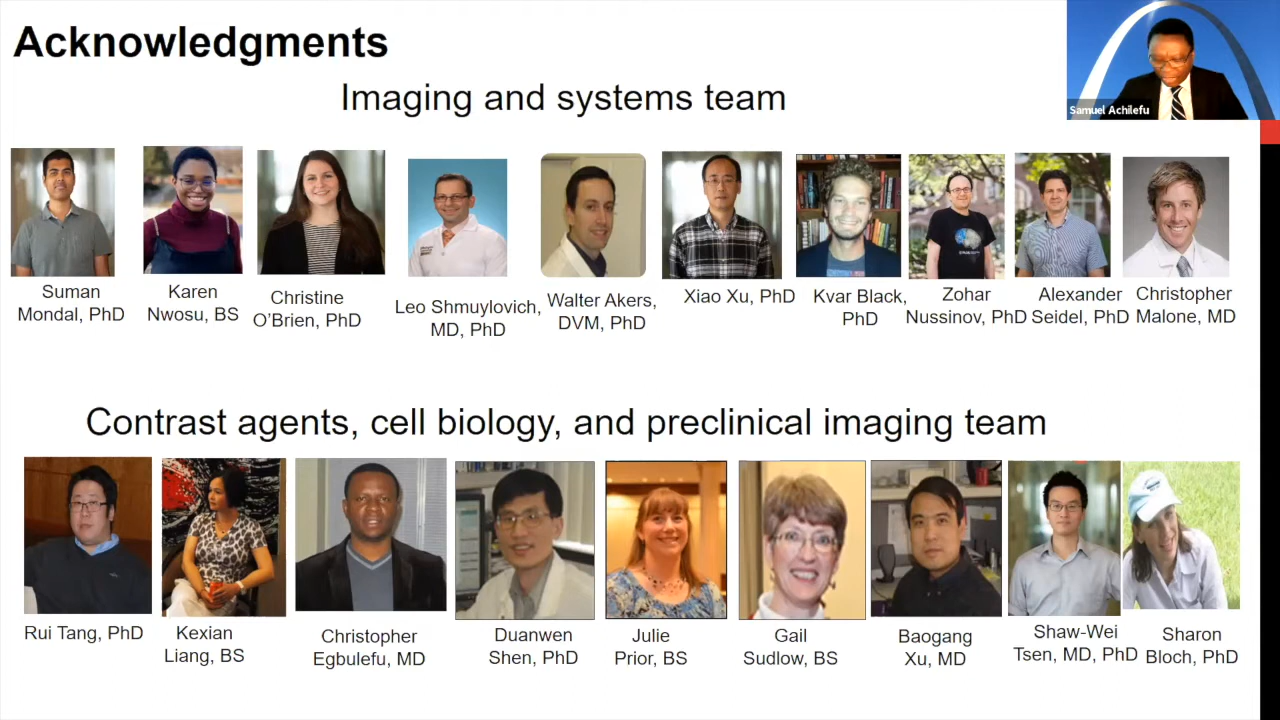 Acknowledgments
Samuel Achilefu
Imaging and systems team
Suman
Mondal, PhD
Karen
Nwosu, BS
Christine
O'Brien, PhD
Leo Shmuylovich,
MD, PhD
Walter Akers,
DVM, PhD
Xiao Xu, PhD
Kvar Black,
PhD
Zohar
Nussinov, PhD
Alexander
Seidel, PhD
Christopher
Malone, MD
Contrast agents, cell biology, and preclinical imaging team
Rui Tang, PhD
Kexian
Liang, BS
Christopher
Egbulefu, MD
Duanwen
Shen, PhD
Julie
Prior, BS
Gail
Sudlow, BS
Baogang
Xu, MD
Shaw-Wei
Tsen, MD, PhD
Sharon
Bloch, PhD